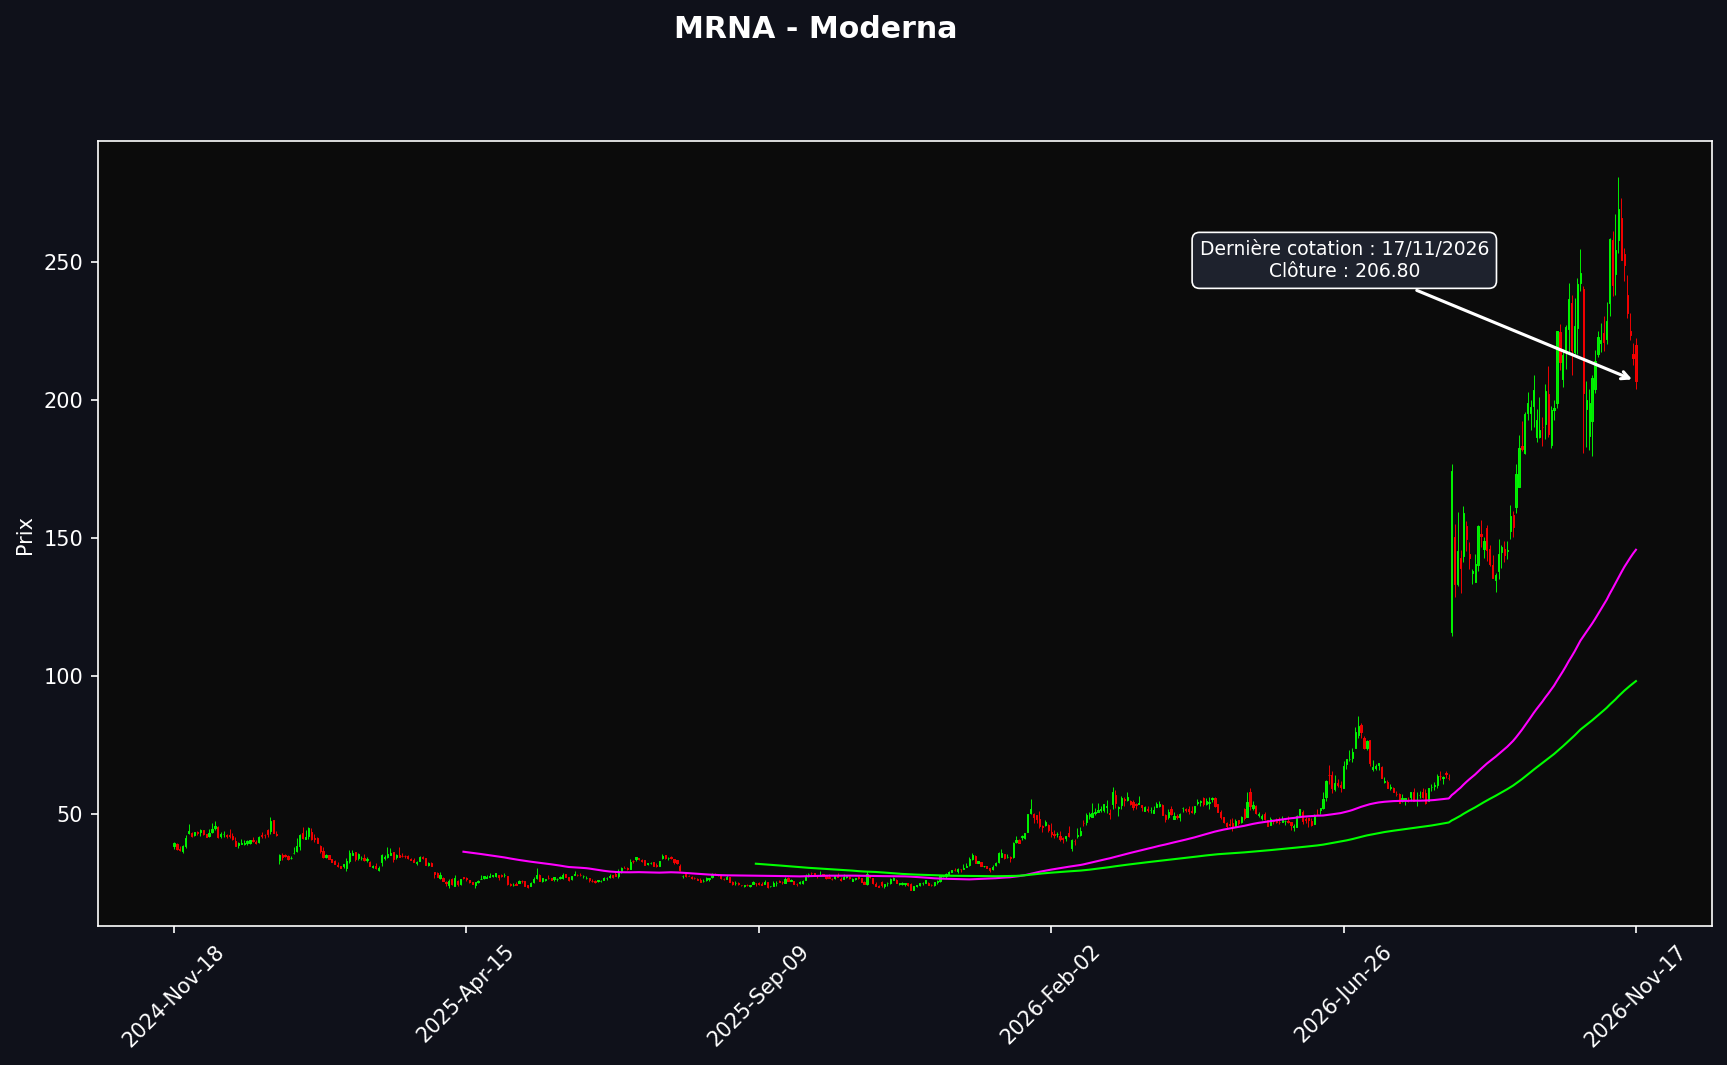 MRNA - Moderna
Dernière cotation : 17/11/2026
Clôture : 206.80
Prix
250
200
150
100
50
2024-Nov-18
2025-Apr-15
2025-Sep-09
2026-Feb-02
2026-Jun-26
2026-Nov-17